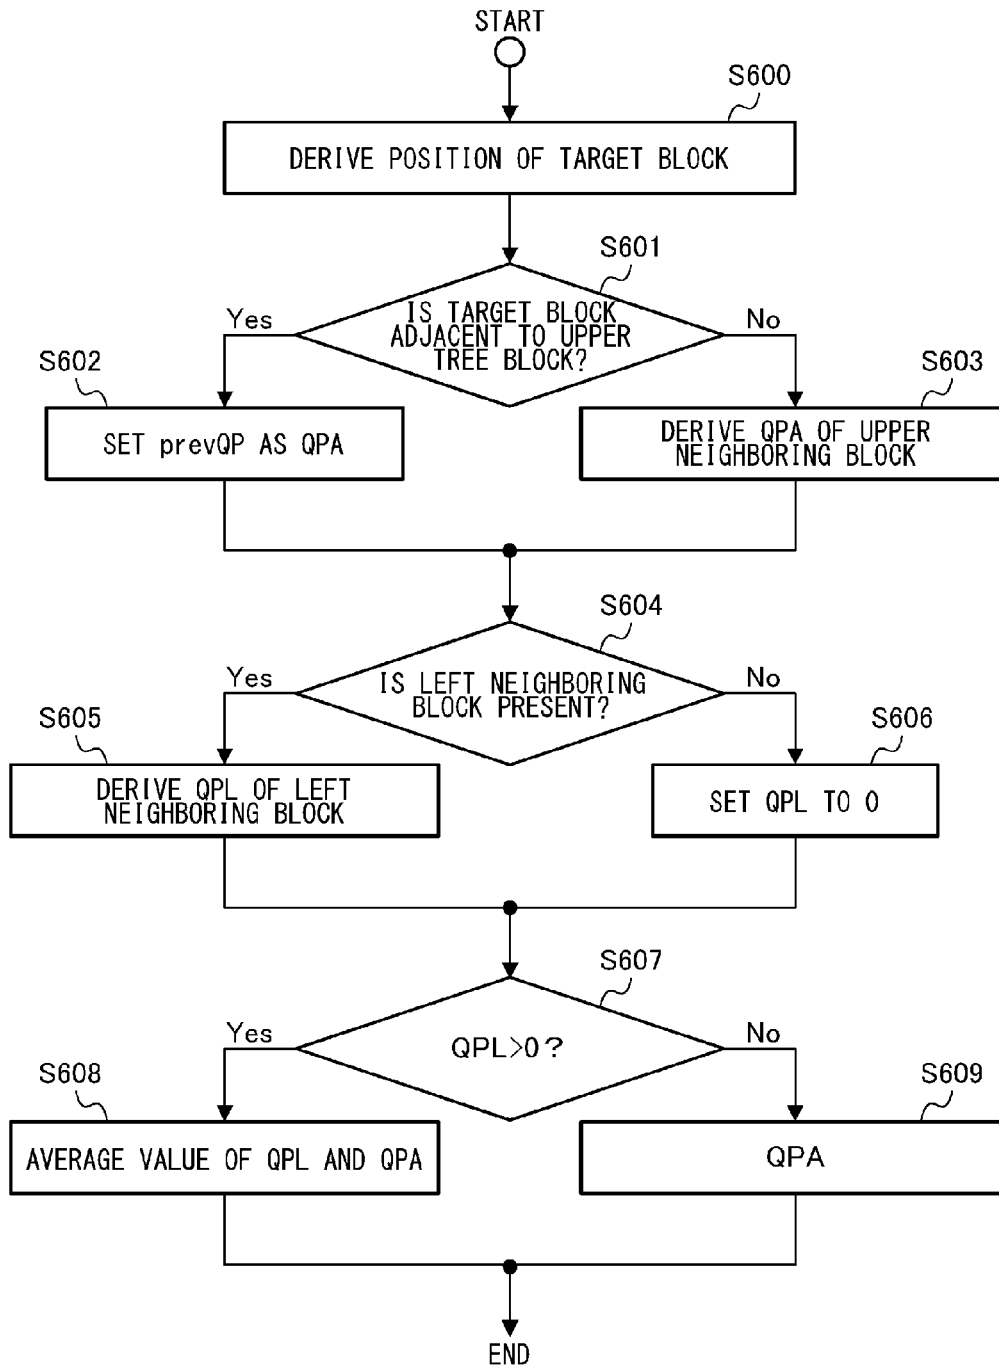 START
S600
DERIVE POSITION OF TARGET BLOCK
S601
IS TARGET BLOCK
ADJACENT TO UPPER
TREE BLOCK?
Yes
No
S602
S603
SET prevQP AS QPA
DERIVE QPA OF UPPER
NEIGHBORING BLOCK
S604
IS LEFT NEIGHBORING
BLOCK PRESENT?
Yes
No
S605
S606
DERIVE QPL OF LEFT
NEIGHBORING BLOCK
SET QPL TO 0
S607
QPL>0?
Yes
No
S608
S609
AVERAGE VALUE OF QPL AND QPA
QPA
END